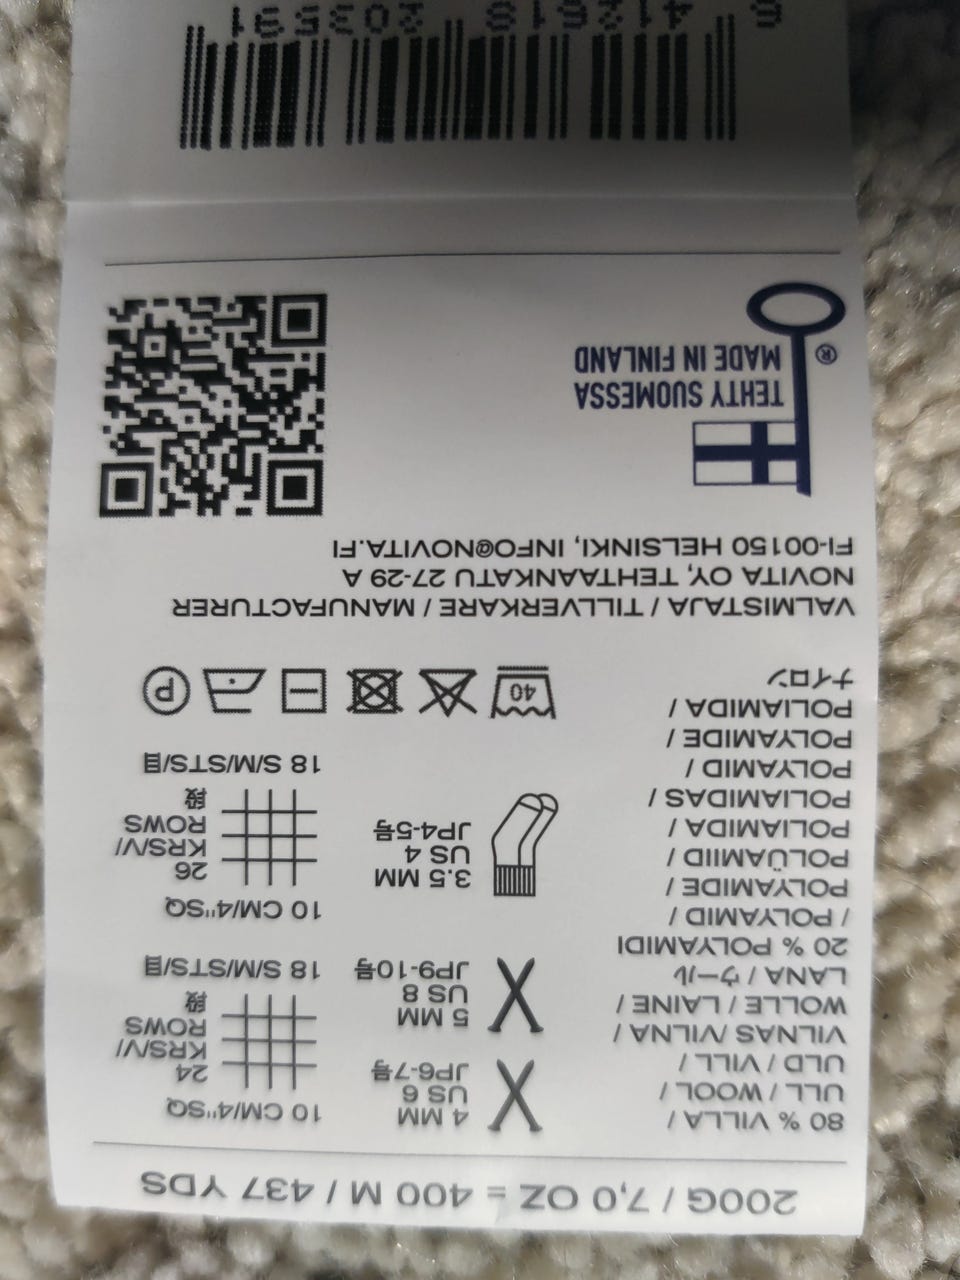 200G / 7,0 OZ = 400 M / 437 YDS
80 % VILLA /
ULL / WOOL /
ULD / VILL /
VILNAS /VILNA /
WOLLE / LAINE /
LANA / ウール
20 % POLYAMIDI
/ POLYAMID /
POLYAMIDE /
POLÜAMIID /
POLIAMIDA /
POLIAMIDAS /
POLYAMID /
POLYAMIDE /
POLIAMIDA /
ナイロン
4 MM
US 6
JP6-7号
5 MM
US 8
JP9-10号
3.5 MM
US 4
JP4-5号
10 CM/4"SQ
24
KRS/V/
ROWS
段
18 S/M/STS/目
10 CM/4"SQ
26
KRS/V/
ROWS
段
18 S/M/STS/目
40
P
VALMISTAJA / TILLVERKARE / MANUFACTURER
NOVITA OY, TEHTAANKATU 27-29 A
FI-00150 HELSINKI, INFO@NOVITA.FI
TEHTY SUOMESSA
MADE IN FINLAND
®
6 412618 203591